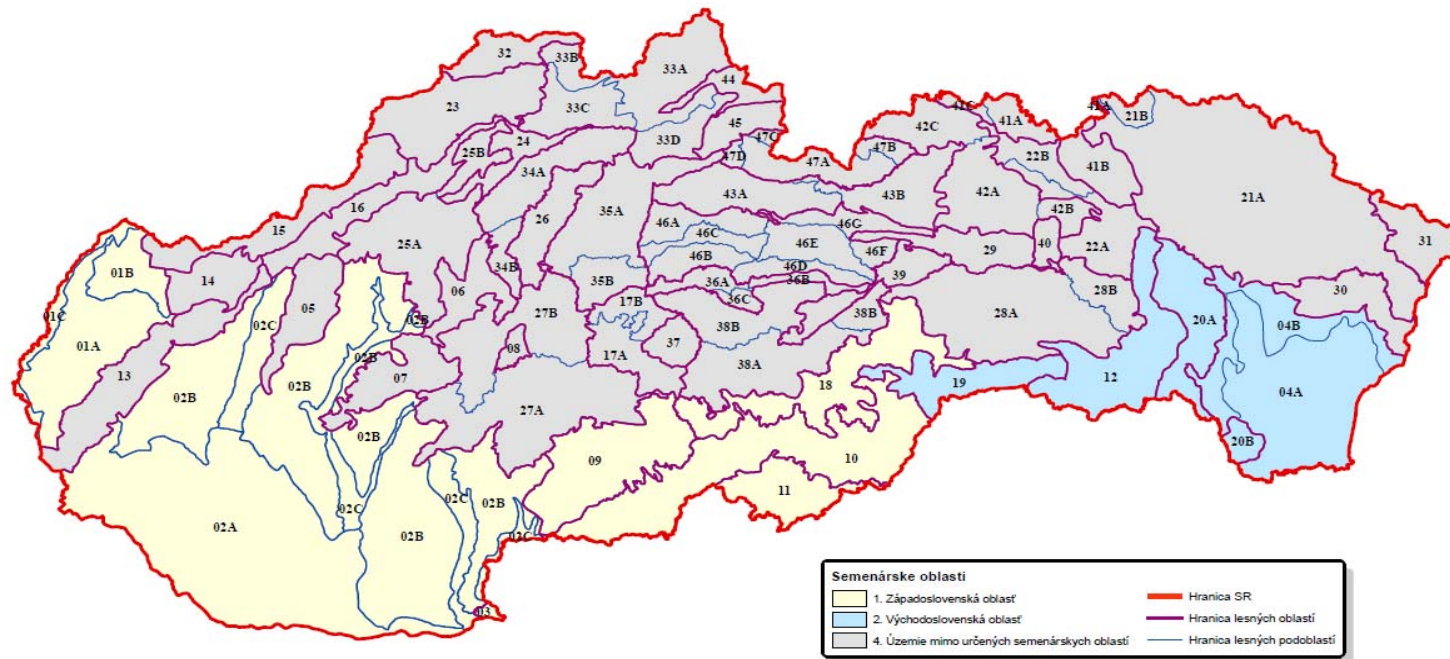 32
33B
33A
44
23
33C
41C
41A
41A
21B
45
42C
24
33D
47C
47B
25B
47D
47A
22B
41B
34A
43A
43B
42A
21A
16
26
35A
46A
46G
42B
15
46C
46E
31
25A
46B
46F
29
40
22A
01B
14
34B
46D
39
05
06
35B
36A
36B
28B
30
02C
17B
36C
01C
02B
27B
38B
38B
28A
20A
04B
01A
08
17A
37
02B
02B
38A
13
07
18
19
12
04A
02B
27A
02B
20B
09
10
02C
02B
11
02C
02A
02B
02C
03
Semenárske oblasti
1. Západoslovenská oblasť
2. Východoslovenská oblasť
4. Územie mimo určených semenárskych oblastí
Hranica SR
Hranica lesných oblastí
Hranica lesných podoblastí